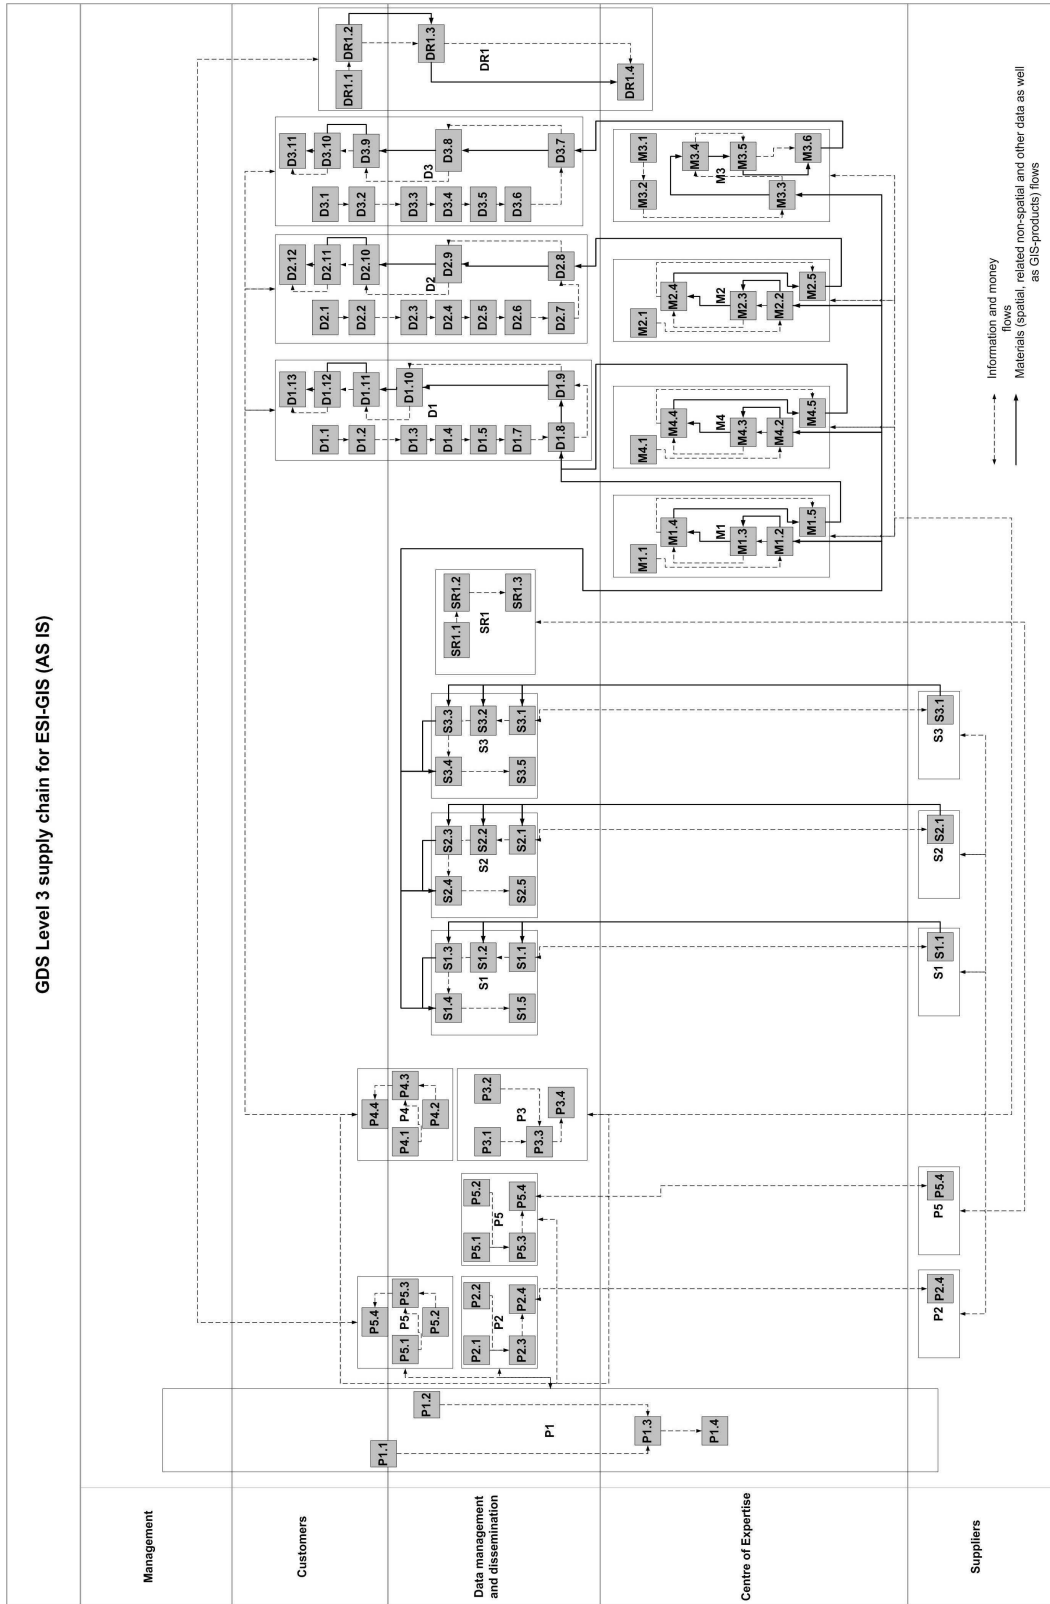 GDS Level 3 supply chain for ESI-GIS (AS IS)
Management
Customers
Data management
and dissemination
Centre of Expertise
Suppliers
P1.1
P1.2
P1
P1.3
P1.4
P5.4
P5.1
P5
P5.3
P5.2
P2.1
P2.2
P2
P2.3
P2.4
P5.1
P5.2
P5
P5.3
P5.4
P4.4
P4.1
P4
P4.3
P4.2
P3.1
P3.2
P3
P3.3
P3.4
P2
P2.4
P5
P5.4
S1.4
S1.3
S1
S1.2
S1.5
S1.1
S2.4
S2.3
S2
S2.2
S2.5
S2.1
S3.4
S3.3
S3
S3.2
S3.5
S3.1
S1
S1.1
S2
S2.1
S3
S3.1
SR1.1
SR1.2
SR1
SR1.3
D1.13
D1.1
D1.12
D1.2
D1.11
D1.3
D1.10
D1
D1.4
D1.5
D1.7
D1.8
D1.9
D2.12
D2.1
D2.11
D2.2
D2.10
D2.3
D2
D2.4
D2.9
D2.5
D2.6
D2.7
D2.8
D3.11
D3.1
D3.10
D3.2
D3.9
D3.3
D3
D3.4
D3.8
D3.5
D3.6
D3.7
DR1.1
DR1.2
DR1.3
DR1
DR1.4
M1.1
M1.4
M1
M1.3
M1.2
M1.5
M4.1
M4.4
M4
M4.3
M4.2
M4.5
M2.1
M2.4
M2
M2.3
M2.2
M2.5
M3.2
M3.1
M3.4
M3
M3.5
M3.3
M3.6
Information and money
flows
Materials (spatial, related non-spatial and other data as well
as GIS-products) flows